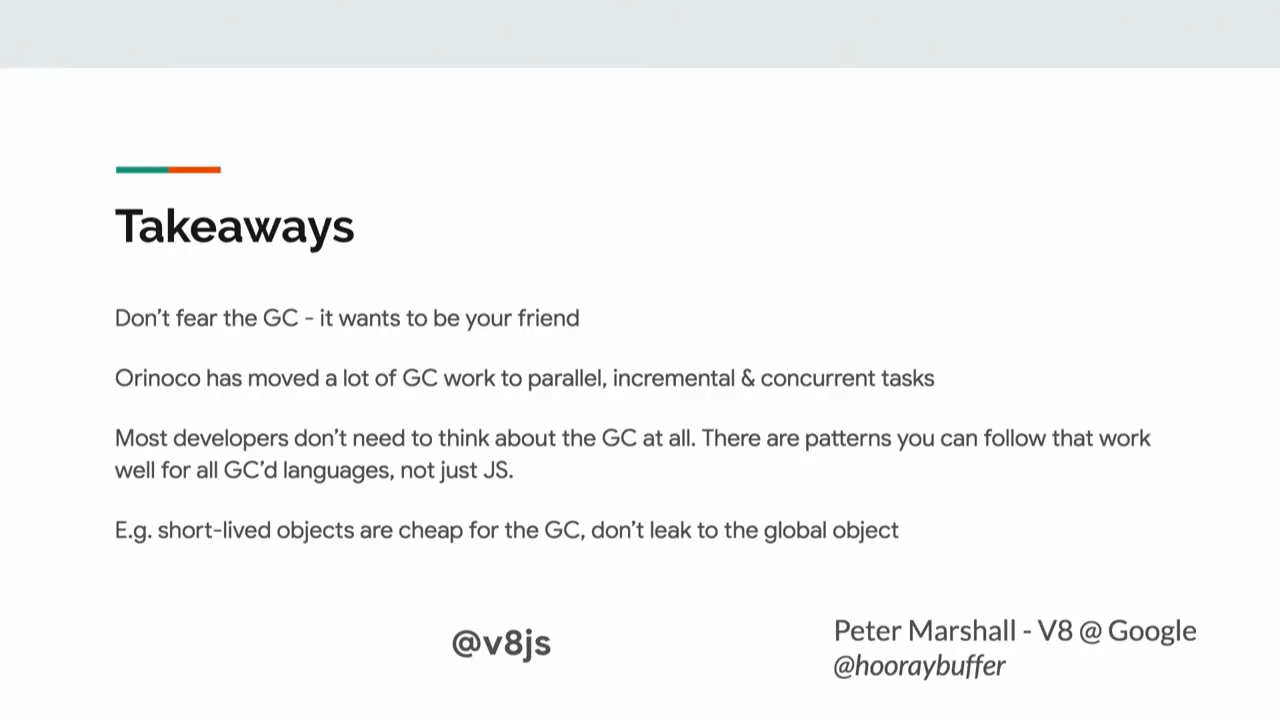 Takeaways
Don’t fear the GC - it wants to be your friend
Orinoco has moved a lot of GC work to parallel, incremental & concurrent tasks
Most developers don’t need to think about the GC at all. There are patterns you can follow that work
well for all GC’d languages, not just JS.
E.g. short-lived objects are cheap for the GC, don’t leak to the global object
@v8js
Peter Marshall - V8 @ Google
@hooraybuffer